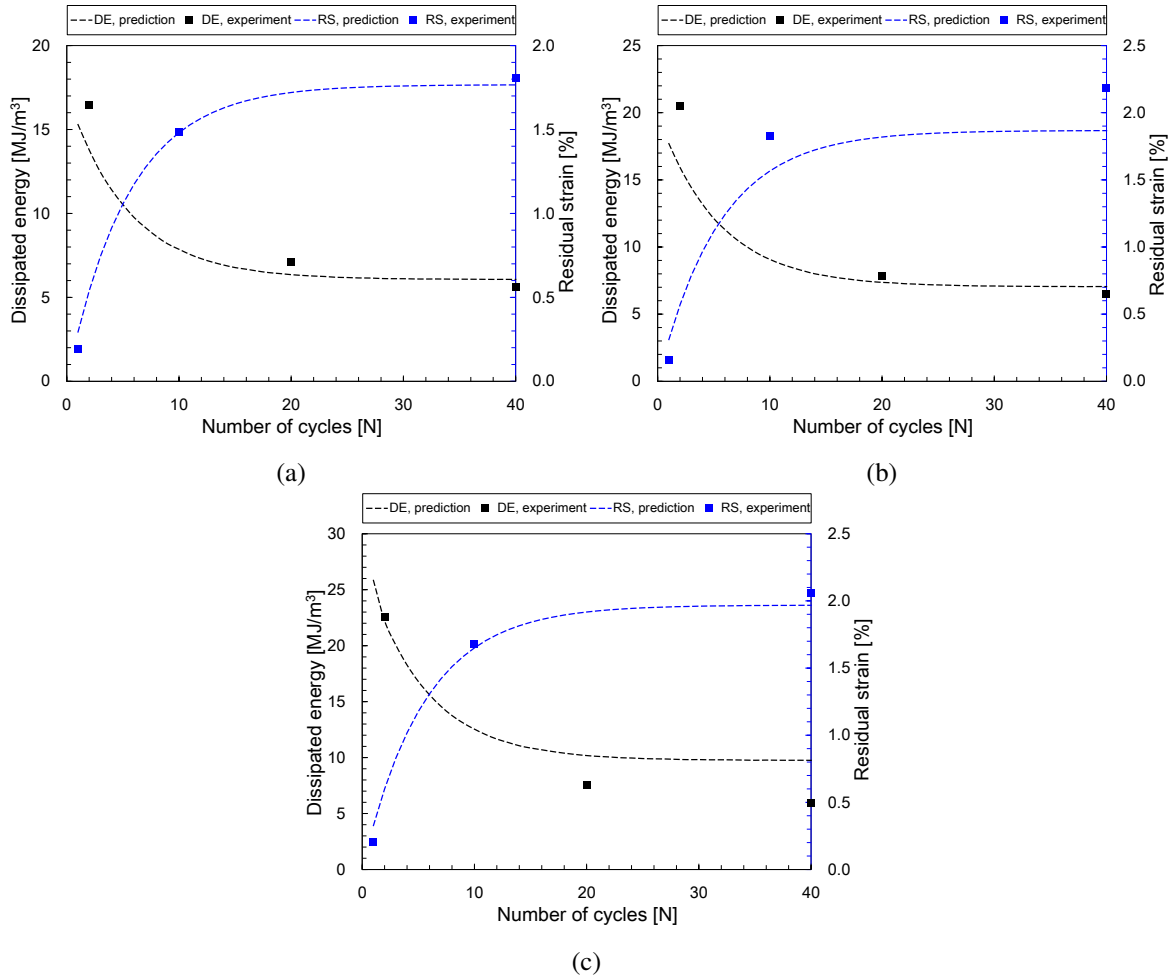 DE, prediction DE, experiment RS, prediction RS, experiment
20
15
10
5
0
Dissipated energy [MJ/m³]
2.0
1.5
1.0
0.5
0.0
Residual strain [%]
0 10 20 30 40
Number of cycles [N]
(a)
DE, prediction DE, experiment RS, prediction RS, experiment
25
20
15
10
5
0
Dissipated energy [MJ/m³]
2.5
2.0
1.5
1.0
0.5
0.0
Residual strain [%]
0 10 20 30 40
Number of cycles [N]
(b)
DE, prediction DE, experiment RS, prediction RS, experiment
30
25
20
15
10
5
0
Dissipated energy [MJ/m³]
2.5
2.0
1.5
1.0
0.5
0.0
Residual strain [%]
0 10 20 30 40
Number of cycles [N]
(c)